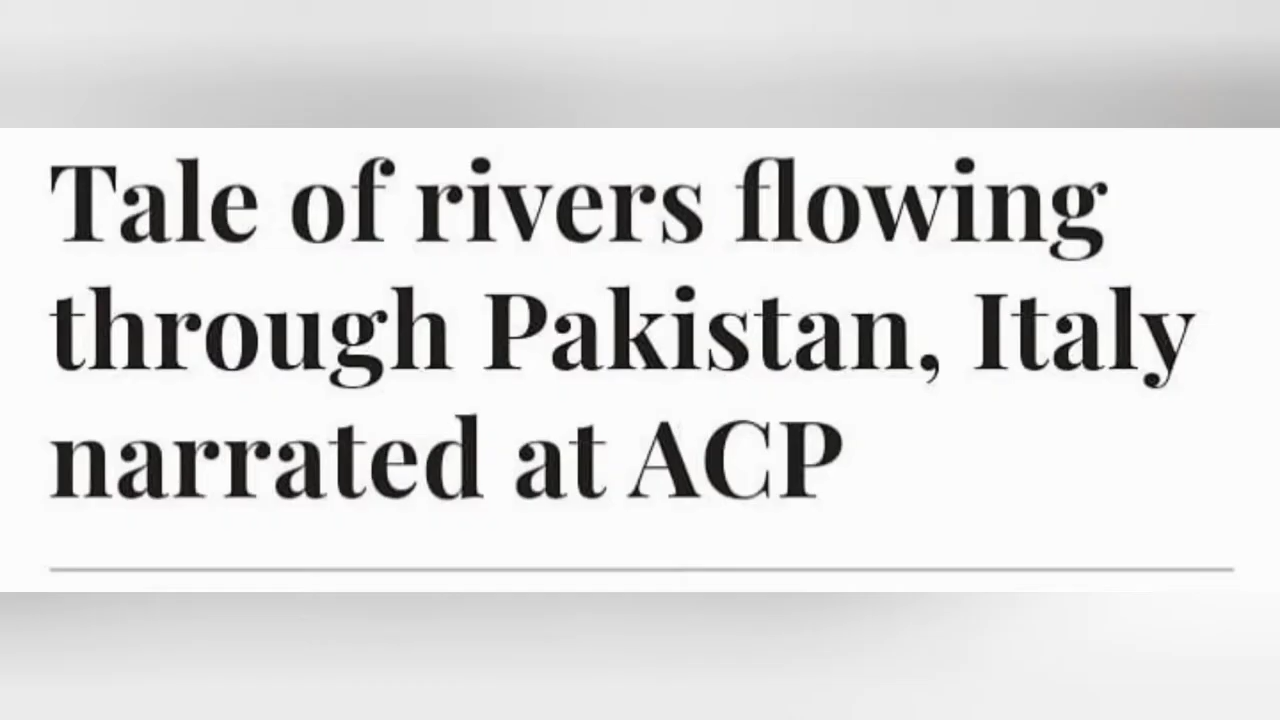 Tale of rivers flowing
through Pakistan, Italy
narrated at ACP